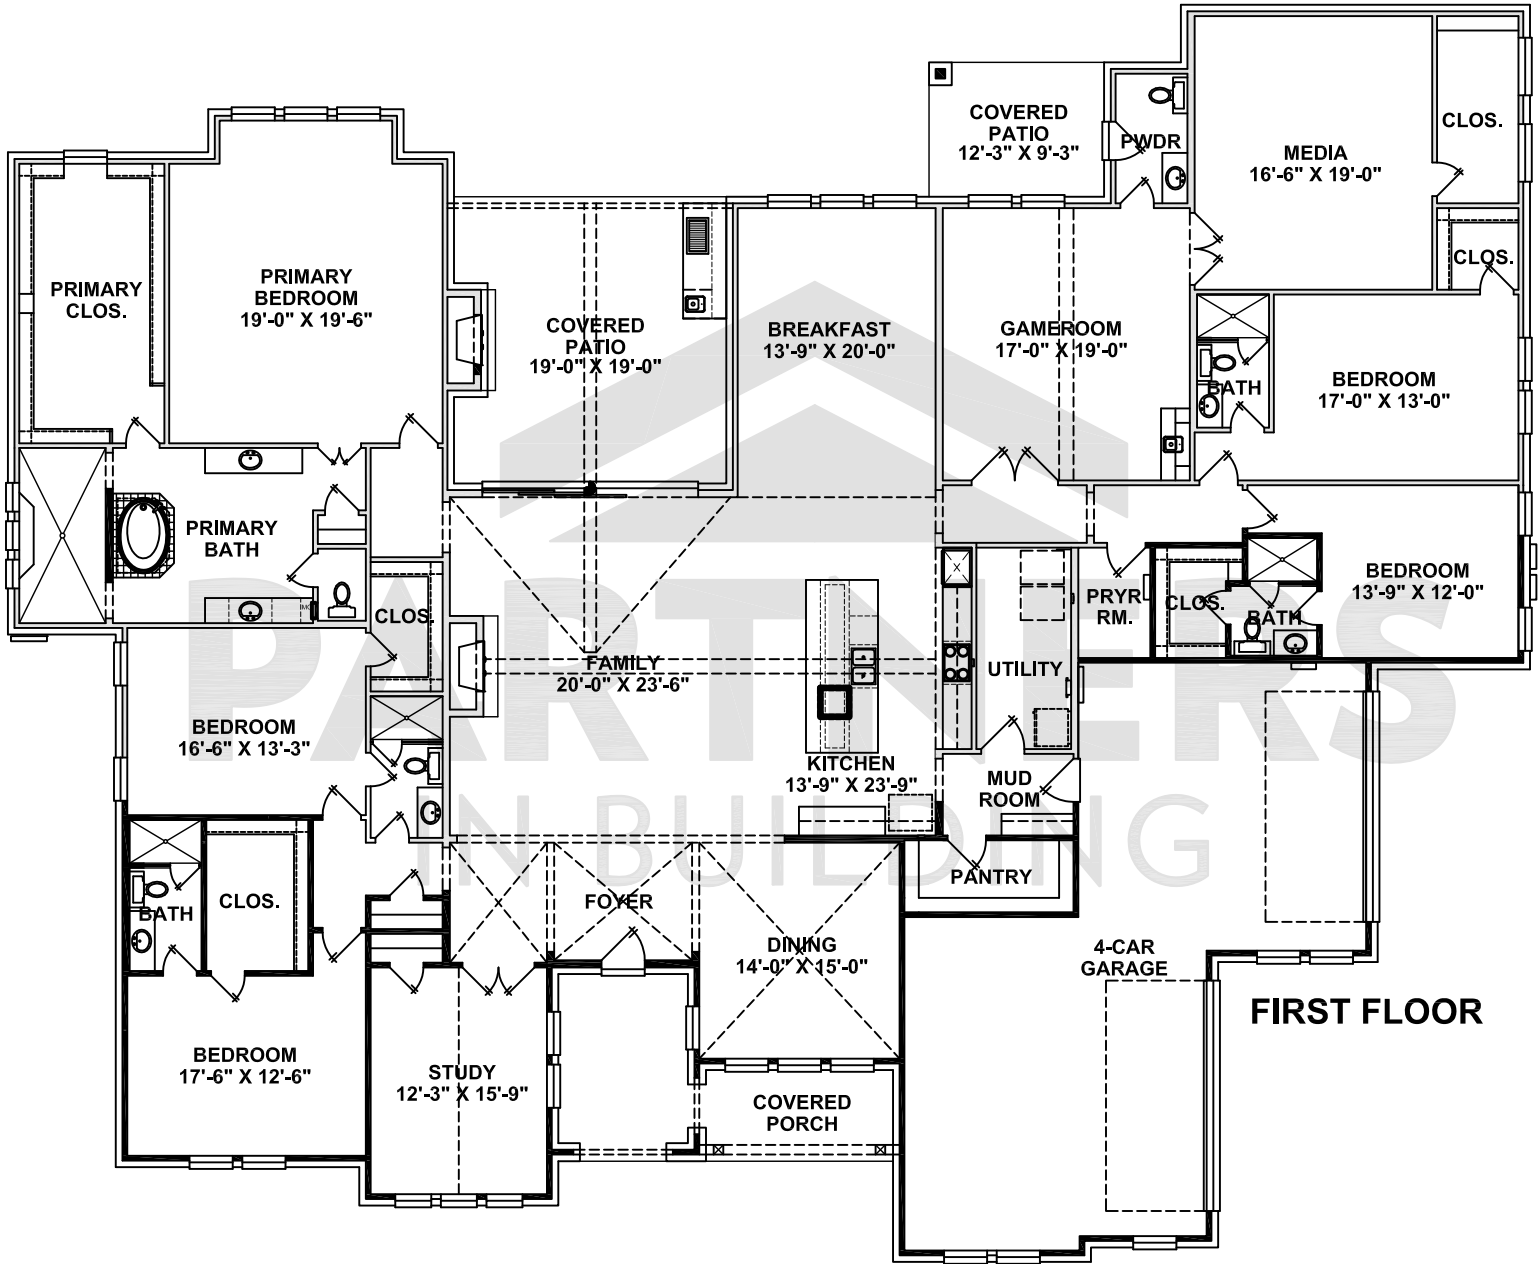 COVERED
PATIO
12'-3" X 9'-3"
PWDR
MEDIA
16'-6" X 19'-0"
CLOS.
PRIMARY
CLOS.
PRIMARY
BEDROOM
19'-0" X 19'-6"
COVERED
PATIO
19'-0" X 19'-0"
BREAKFAST
13'-9" X 20'-0"
GAMEROOM
17'-0" X 19'-0"
CLOS.
BATH
BEDROOM
17'-0" X 13'-0"
PRIMARY
BATH
CLOS.
FAMILY
20'-0" X 23'-6"
UTILITY
PRYR
RM.
CLOS.
BATH
BEDROOM
13'-9" X 12'-0"
PARTNERS
IN BUILDING
BEDROOM
16'-6" X 13'-3"
KITCHEN
13'-9" X 23'-9"
MUD
ROOM
PANTRY
BATH
CLOS.
FOYER
DINING
14'-0" X 15'-0"
4-CAR
GARAGE
FIRST FLOOR
BEDROOM
17'-6" X 12'-6"
STUDY
12'-3" X 15'-9"
COVERED
PORCH